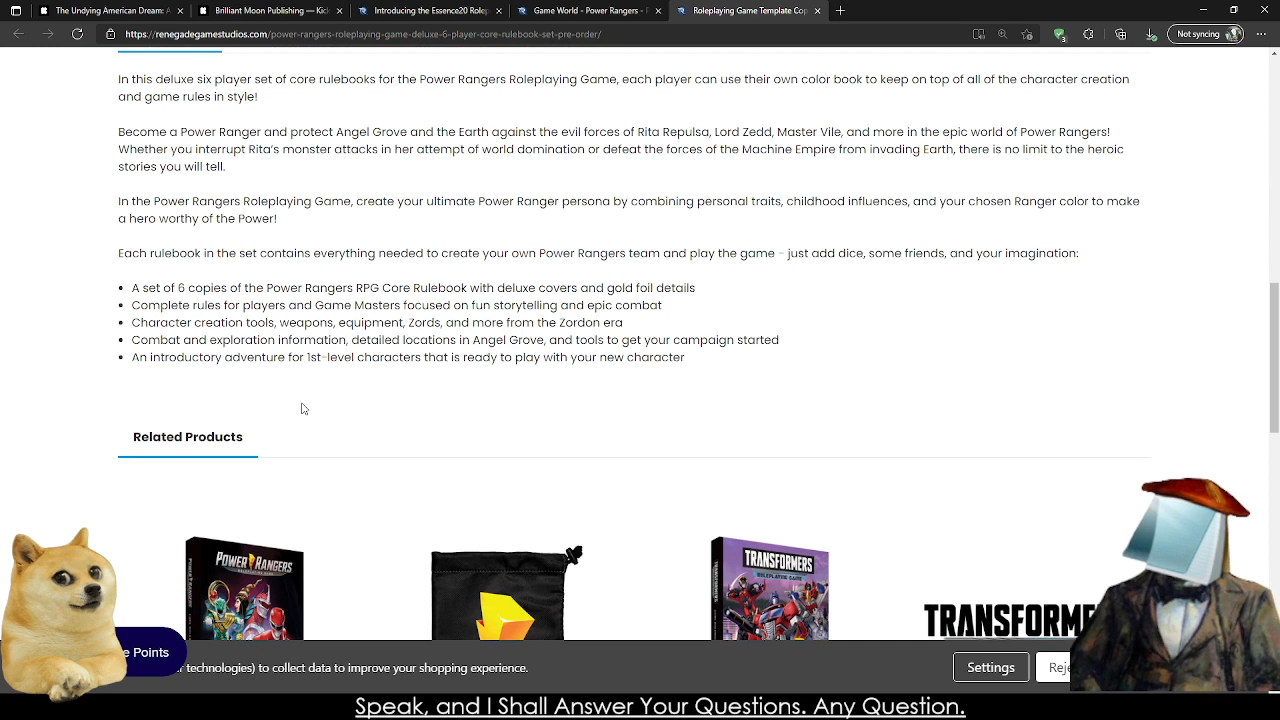 The Undying American Dream: A
Brilliant Moon Publishing — Kick
Introducing the Essence20 Rolep
Game World - Power Rangers - E
Roleplaying Game Template Cop
https://renegadegamestudios.com/power-rangers-roleplaying-game-deluxe-6-player-core-rulebook-set-pre-order/
Not syncing
In this deluxe six player set of core rulebooks for the Power Rangers Roleplaying Game, each player can use their own color book to keep on top of all of the character creation
and game rules in style!
Become a Power Ranger and protect Angel Grove and the Earth against the evil forces of Rita Repulsa, Lord Zedd, Master Vile, and more in the epic world of Power Rangers!
Whether you interrupt Rita's monster attacks in her attempt of world domination or defeat the forces of the Machine Empire from invading Earth, there is no limit to the heroic
stories you will tell.
In the Power Rangers Roleplaying Game, create your ultimate Power Ranger persona by combining personal traits, childhood influences, and your chosen Ranger color to make
a hero worthy of the Power!
Each rulebook in the set contains everything needed to create your own Power Rangers team and play the game - just add dice, some friends, and your imagination:
• A set of 6 copies of the Power Rangers RPG Core Rulebook with deluxe covers and gold foil details
• Complete rules for players and Game Masters focused on fun storytelling and epic combat
• Character creation tools, weapons, equipment, Zords, and more from the Zordon era
• Combat and exploration information, detailed locations in Angel Grove, and tools to get your campaign started
• An introductory adventure for 1st-level characters that is ready to play with your new character
Related Products
POWER RANGERS
TRANSFORMERS
ROLEPLAYING GAME
TRANSFORME
e Points
r technologies) to collect data to improve your shopping experience.
Settings
Reje
Speak, and I Shall Answer Your Questions. Any Question.